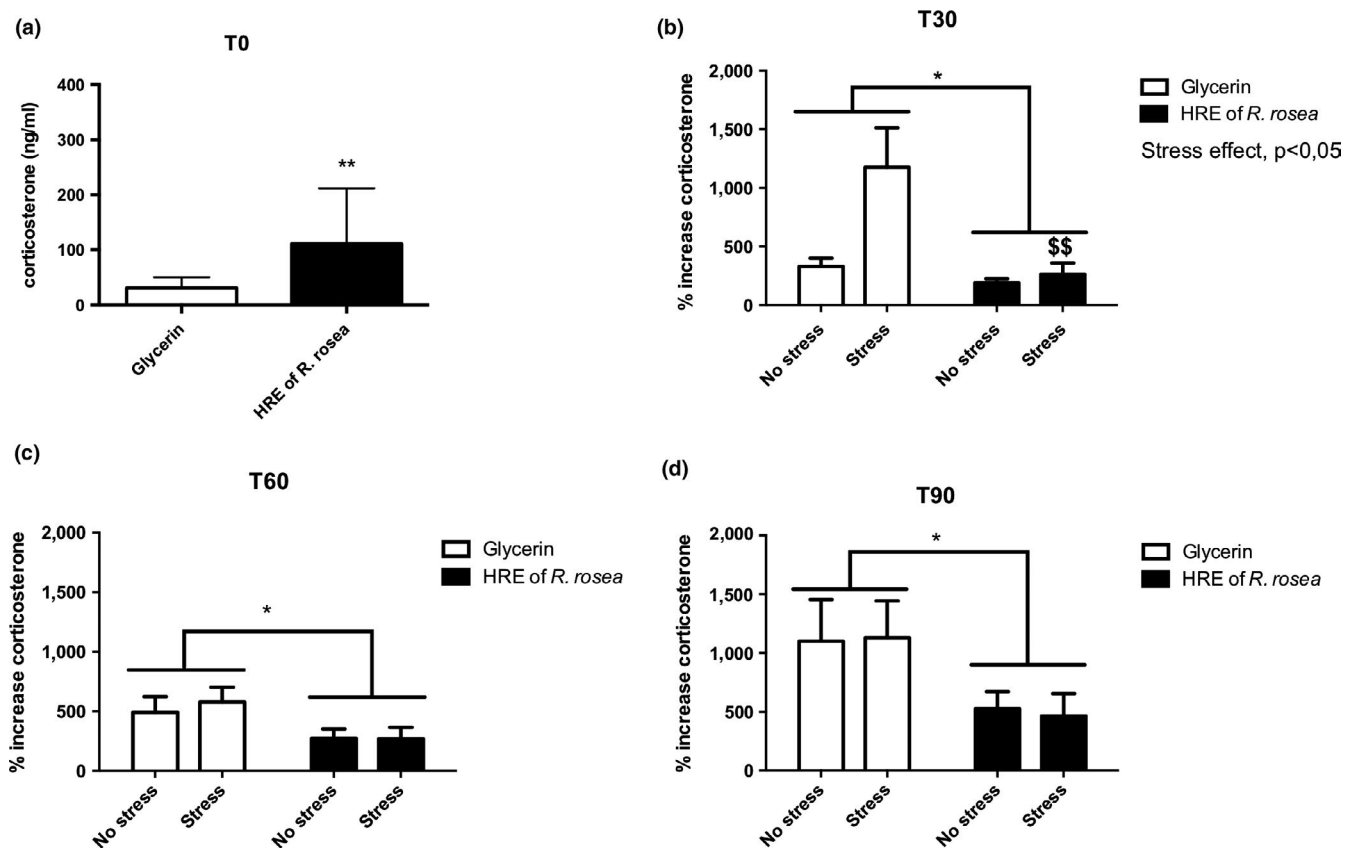 (a)
T0
corticosterone (ng/ml)
400
300
200
100
0
**
Glycerin
HRE of R. rosea
(b)
T30
% increase corticosterone
2,000
1,500
1,000
500
0
*
$$
No stress
Stress
No stress
Stress
Glycerin
HRE of R. rosea
Stress effect, p<0,05
(c)
T60
% increase corticosterone
2,000
1,500
1,000
500
0
*
No stress
Stress
No stress
Stress
Glycerin
HRE of R. rosea
(d)
T90
% increase corticosterone
2,000
1,500
1,000
500
0
*
No stress
Stress
No stress
Stress
Glycerin
HRE of R. rosea